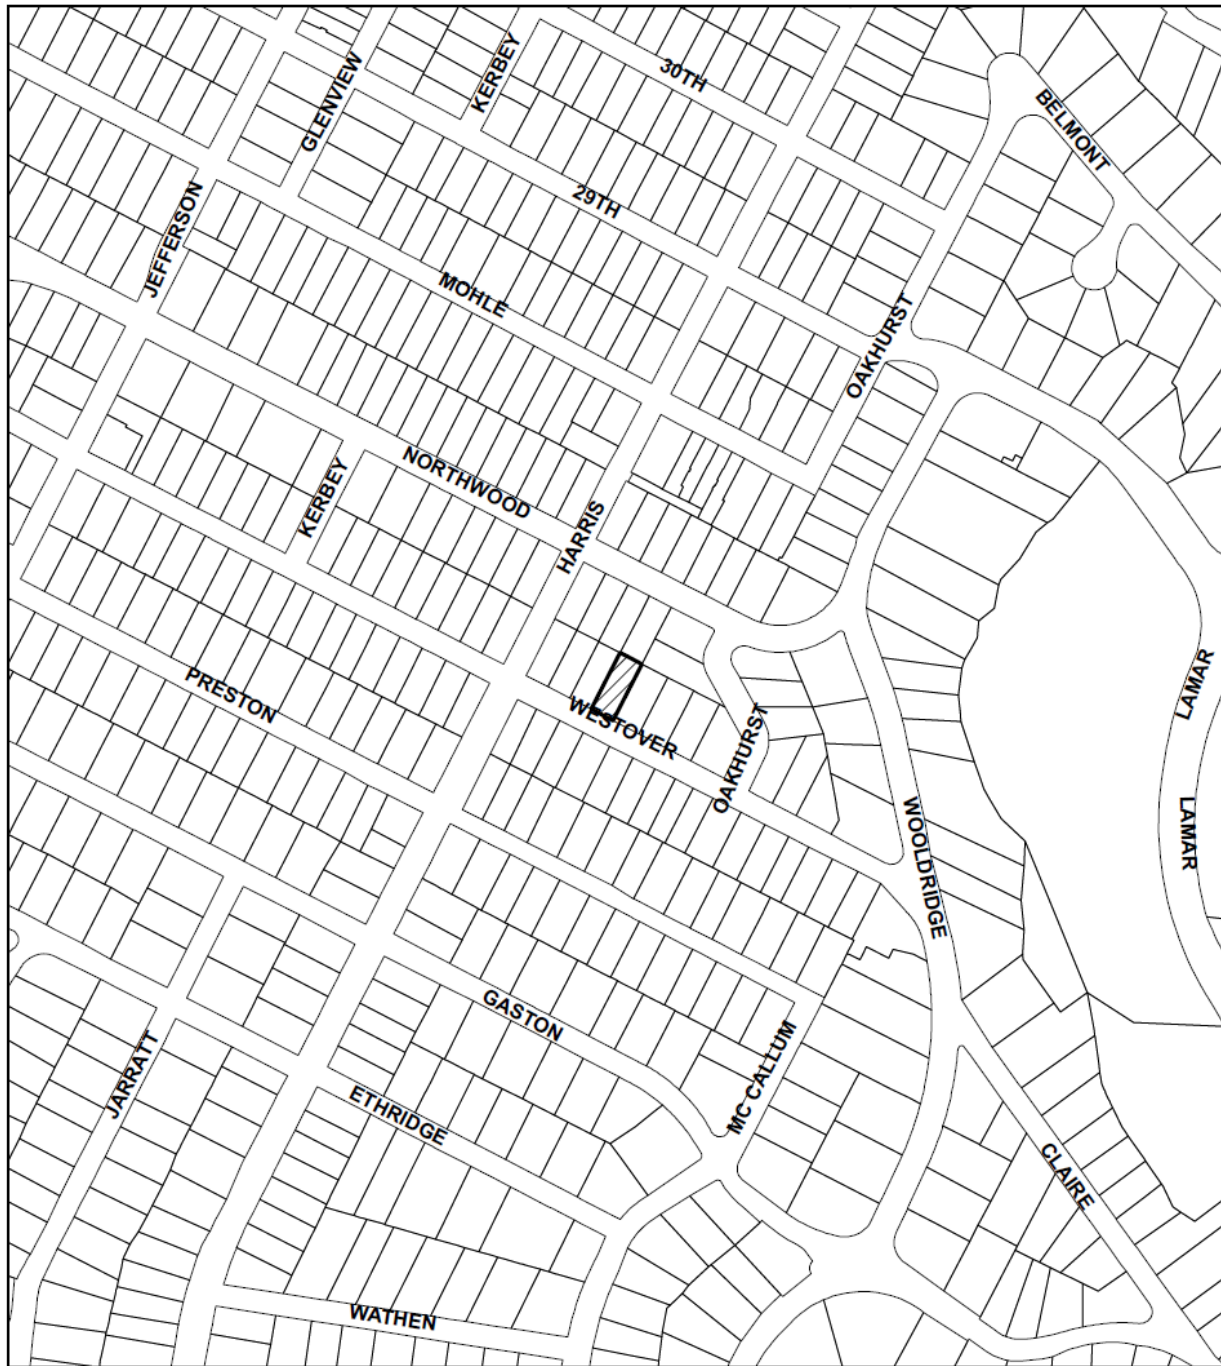 KERBEY
30TH
GLENVIEW
BELMONT
29TH
JEFFERSON
MOHLE
OAKHURST
NORTHWOOD
KERBEY
HARRIS
LAMAR
PRESTON
WESTOVER
OAKHURST
LAMAR
WOOLDRIDGE
GASTON
MC CALLUM
JARRATT
ETHRIDGE
CLAIRE
WATHEN